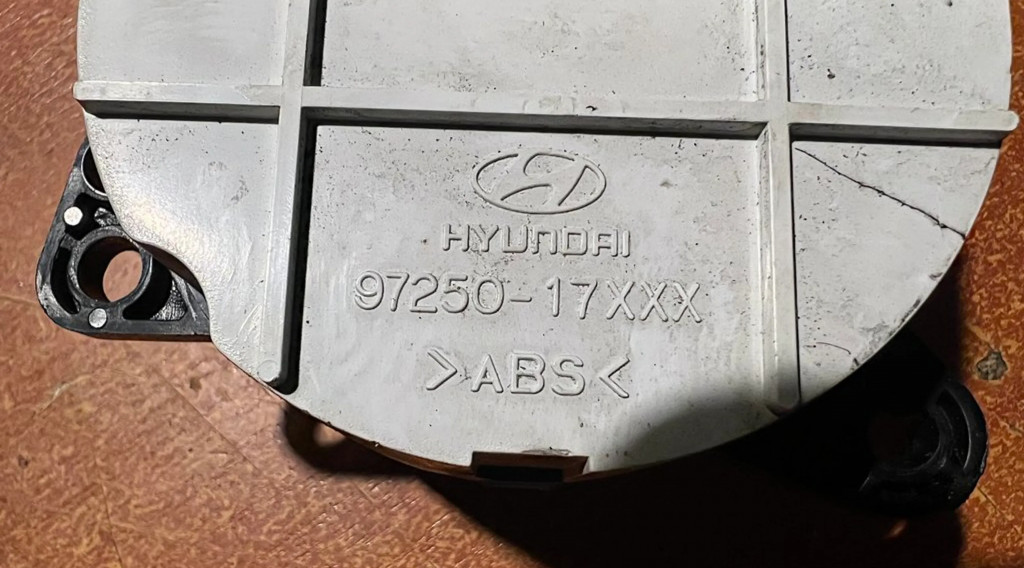 HYUNDAI
97250-17XXX
>ABS<